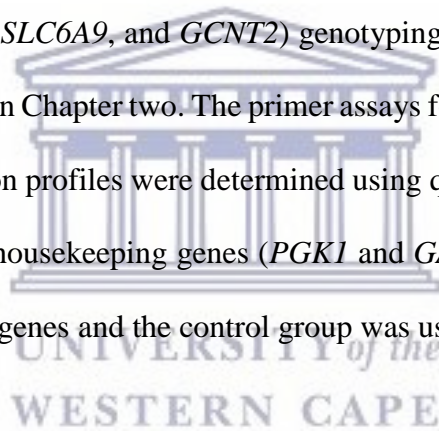 SLC6A9, and GCNT2) genotyping
n Chapter two. The primer assays f
on profiles were determined using q
housekeeping genes (PGK1 and GA
genes and the control group was us
UNIVERSITY of the
WESTERN CAPE